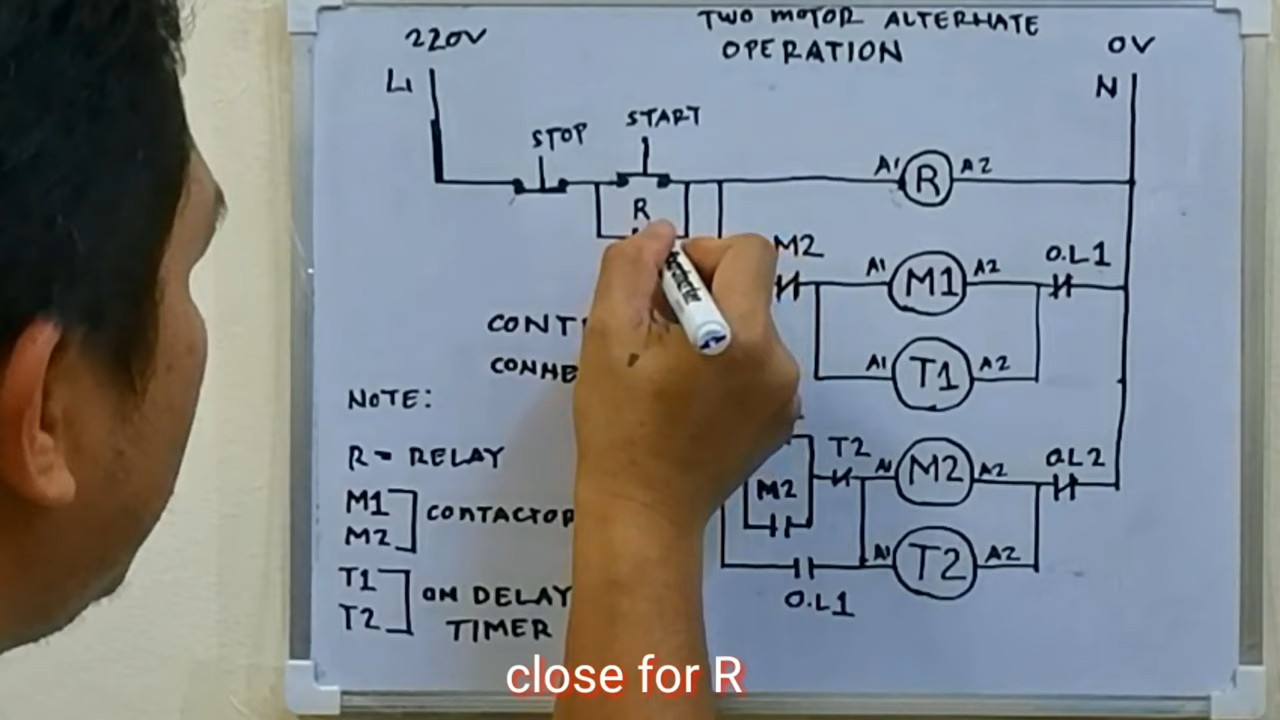 TWO MOTOR ALTERNATE
OPERATION
220V
0V
L1
N
STOP
START
R
A1
R
A2
M2
A1
M1
A2
O.L1
A1
T1
A2
NOTE:
R = RELAY
M1
M2
CONTACTOR
T1
T2
ON DELAY
TIMER
M2
T2
A1
M2
A2
O.L2
A1
T2
A2
O.L1
close for R